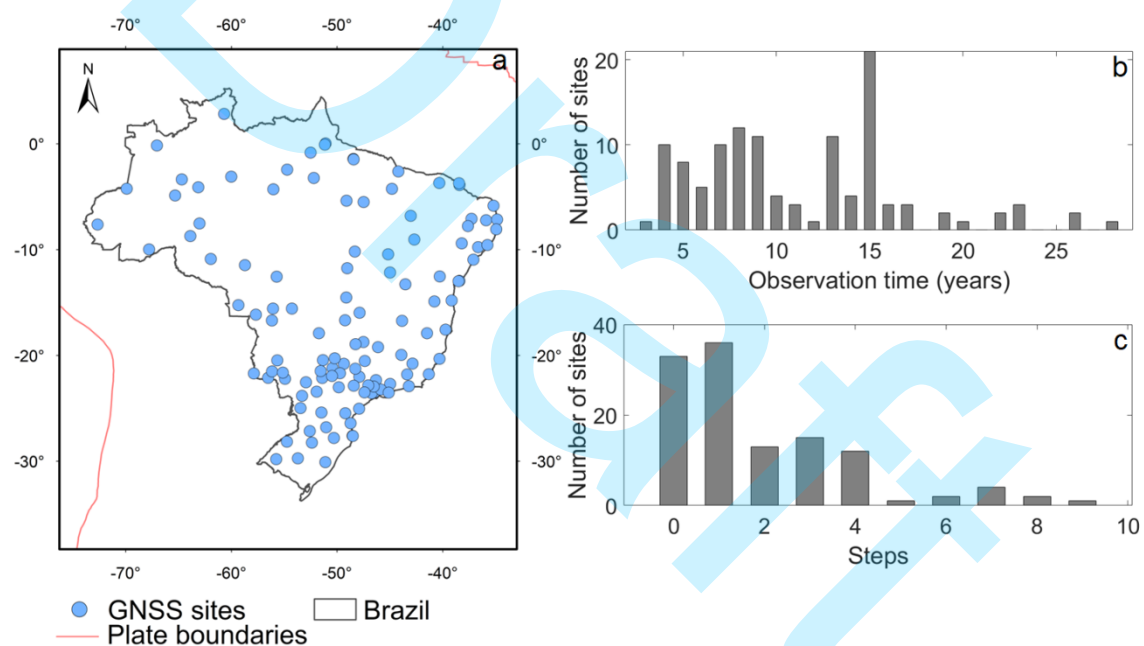 -70° -60° -50° -40°
a
N
0° 0°
-10° -10°
-20° -20°
-30° -30°
-70° -60° -50° -40°
GNSS sites Brazil
Plate boundaries
b
Number of sites
20
10
0
5 10 15 20 25
Observation time (years)
c
Number of sites
40
20
0
0 2 4 6 8 10
Steps